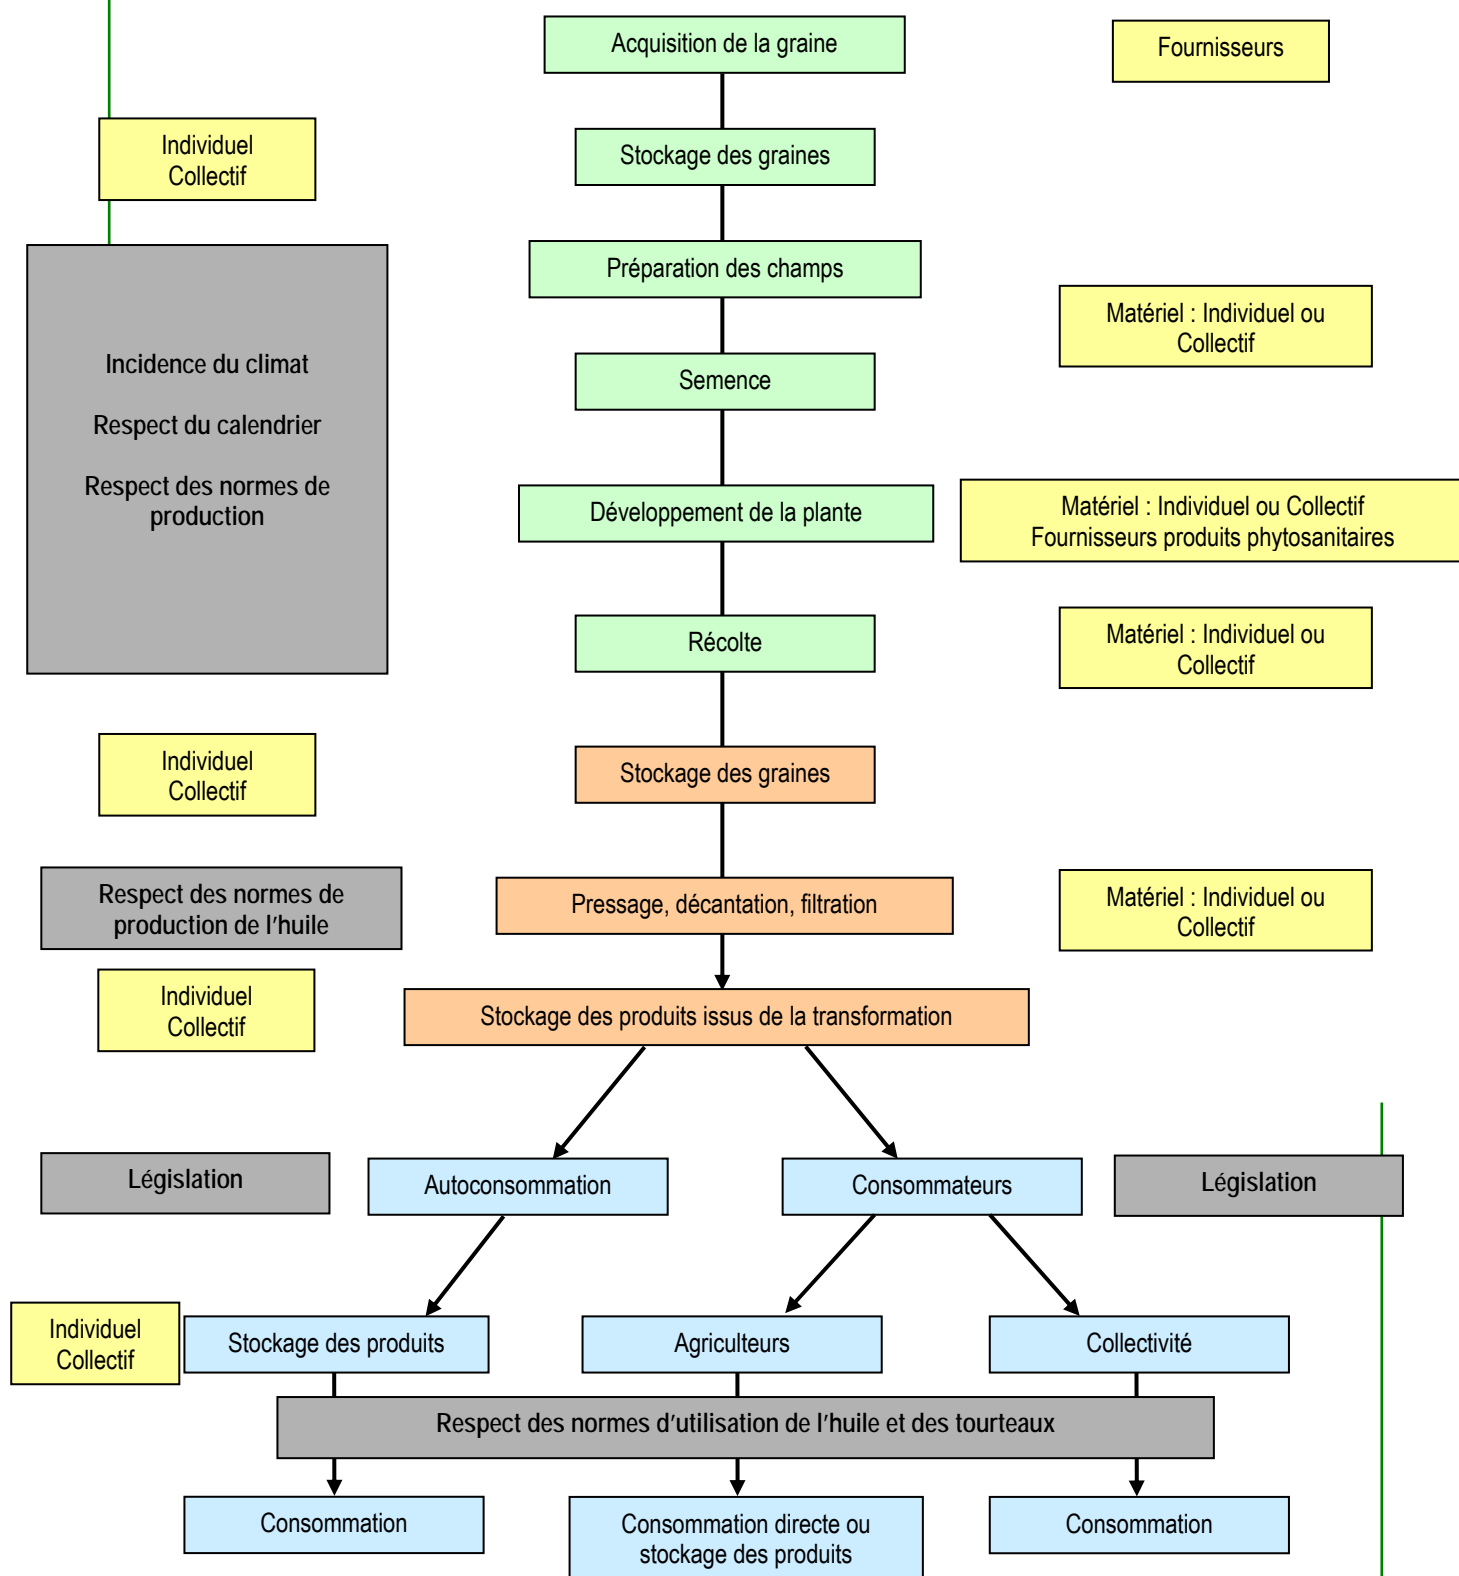 Acquisition de la graine
Fournisseurs
Individuel
Collectif
Stockage des graines
Préparation des champs
Incidence du climat
Respect du calendrier
Respect des normes de
production
Matériel : Individuel ou
Collectif
Semence
Développement de la plante
Matériel : Individuel ou Collectif
Fournisseurs produits phytosanitaires
Récolte
Matériel : Individuel ou
Collectif
Individuel
Collectif
Stockage des graines
Respect des normes de
production de l'huile
Pressage, décantation, filtration
Matériel : Individuel ou
Collectif
Individuel
Collectif
Stockage des produits issus de la transformation
Législation
Autoconsommation
Consommateurs
Législation
Individuel
Collectif
Stockage des produits
Agriculteurs
Collectivité
Respect des normes d'utilisation de l'huile et des tourteaux
Consommation
Consommation directe ou
stockage des produits
Consommation